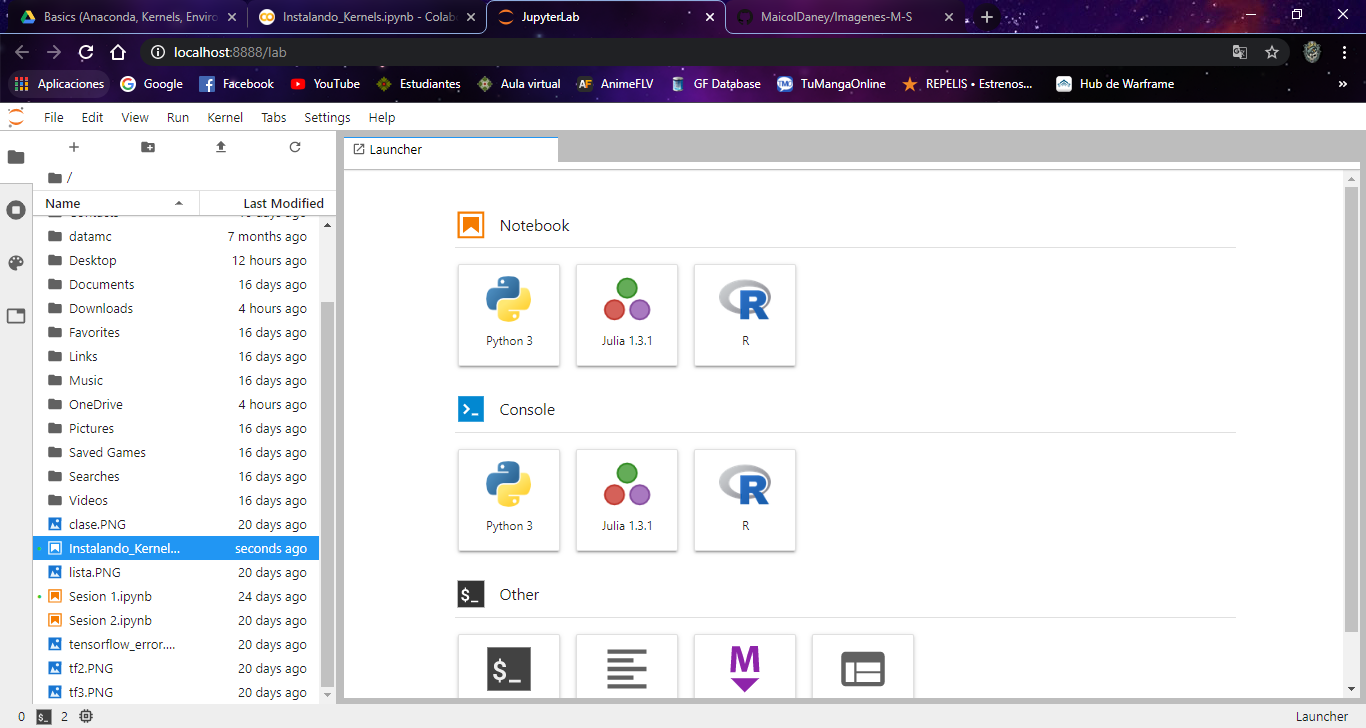 Basics (Anaconda, Kernels, Enviro
Instalando_Kernels.ipynb - Colab
JupyterLab
MaicolDaney/Imagenes-M-S
localhost:8888/lab
Aplicaciones
Google
Facebook
YouTube
Estudiantes
Aula virtual
AF AnimeFLV
GF Database
TuMangaOnline
REPELIS • Estrenos...
Hub de Warframe
»
File Edit View Run Kernel Tabs Settings Help
/
Name Last Modified
datamc 7 months ago
Desktop 12 hours ago
Documents 16 days ago
Downloads 4 hours ago
Favorites 16 days ago
Links 16 days ago
Music 16 days ago
OneDrive 4 hours ago
Pictures 16 days ago
Saved Games 16 days ago
Searches 16 days ago
Videos 16 days ago
clase.PNG 20 days ago
Instalando_Kernel... seconds ago
lista.PNG 20 days ago
Sesion 1.ipynb 24 days ago
Sesion 2.ipynb 20 days ago
tensorflow_error.... 20 days ago
tf2.PNG 20 days ago
tf3.PNG 20 days ago
Launcher
Notebook
Python 3
Julia 1.3.1
R
R
Console
Python 3
Julia 1.3.1
R
R
$_ Other
$_
M
0 $_ 2
Launcher